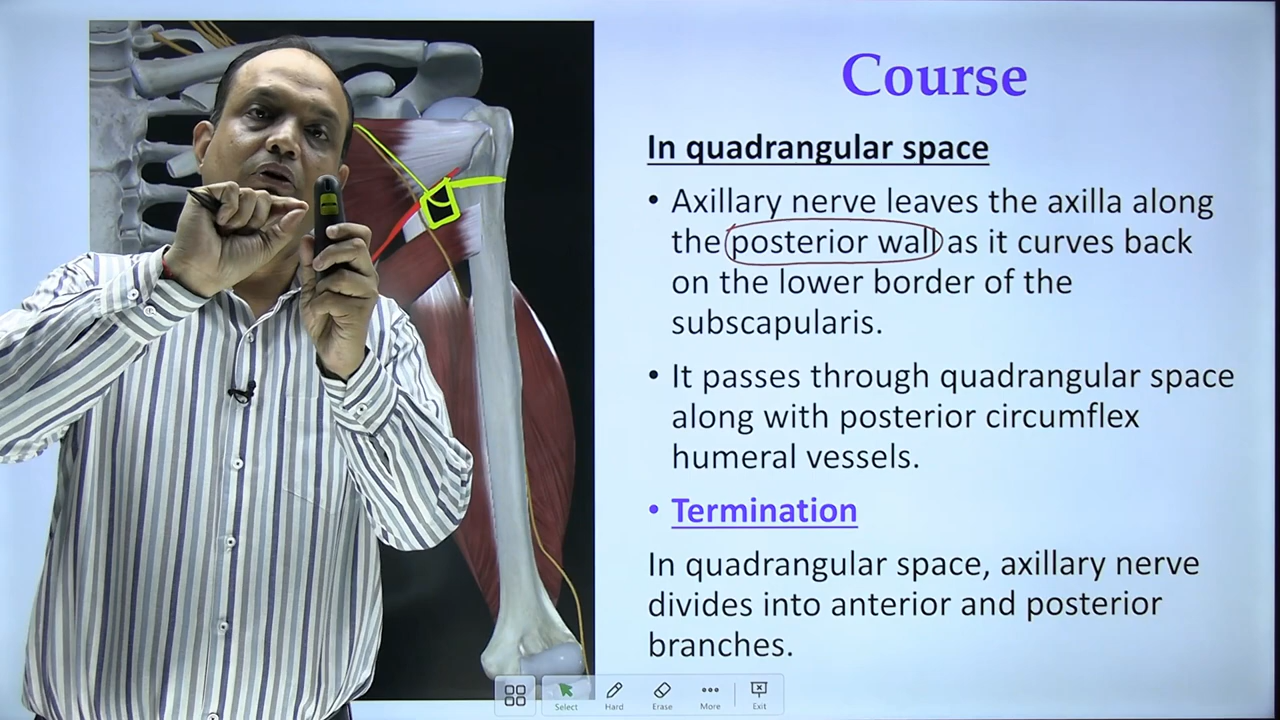 Course
In quadrangular space
• Axillary nerve leaves the axilla along
the posterior wall as it curves back
on the lower border of the
subscapularis.
• It passes through quadrangular space
along with posterior circumflex
humeral vessels.
• Termination
In quadrangular space, axillary nerve
divides into anterior and posterior
branches.
Select Hard Erase More Exit